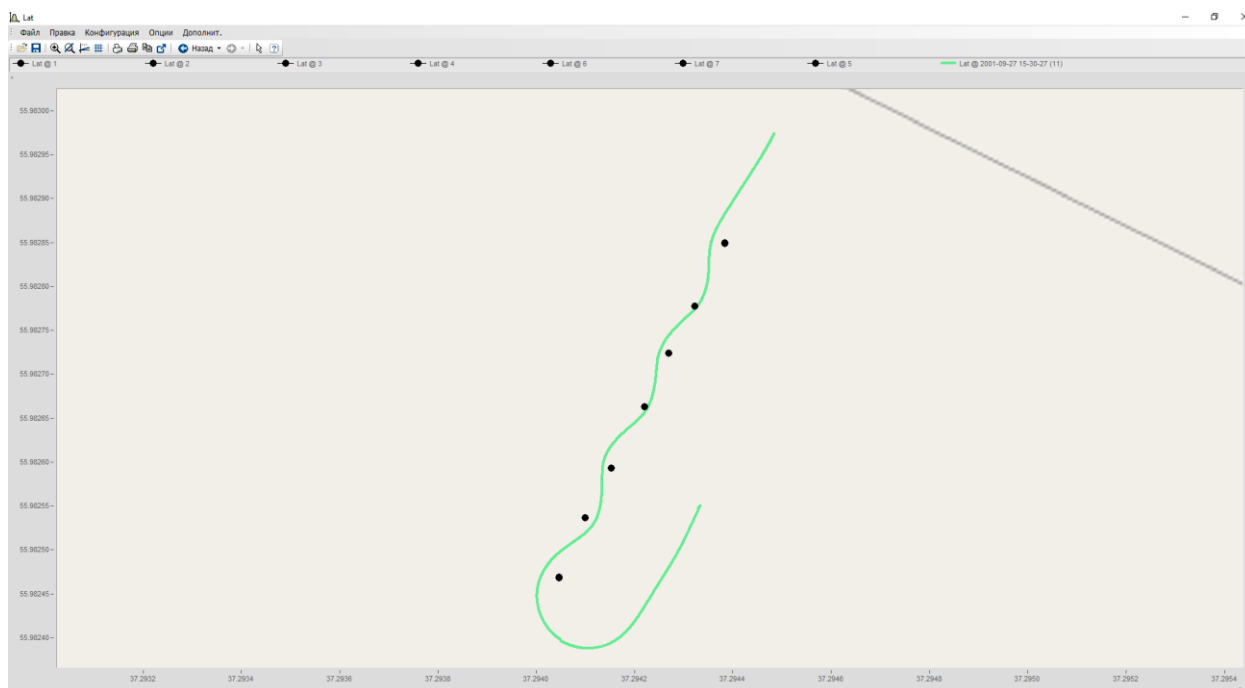 Lat
Файл Правка Конфигурация Опции Дополнит.
Назад
Lat @ 1 Lat @ 2 Lat @ 3 Lat @ 4 Lat @ 6 Lat @ 7 Lat @ 5 Lat @ 2001-09-27 15-30-27 (11)
55.98300
55.98295
55.98290
55.98285
55.98280
55.98275
55.98270
55.98265
55.98260
55.98255
55.98250
55.98245
55.98240
37.2932 37.2934 37.2936 37.2938 37.2940 37.2942 37.2944 37.2946 37.2948 37.2950 37.2952 37.2954